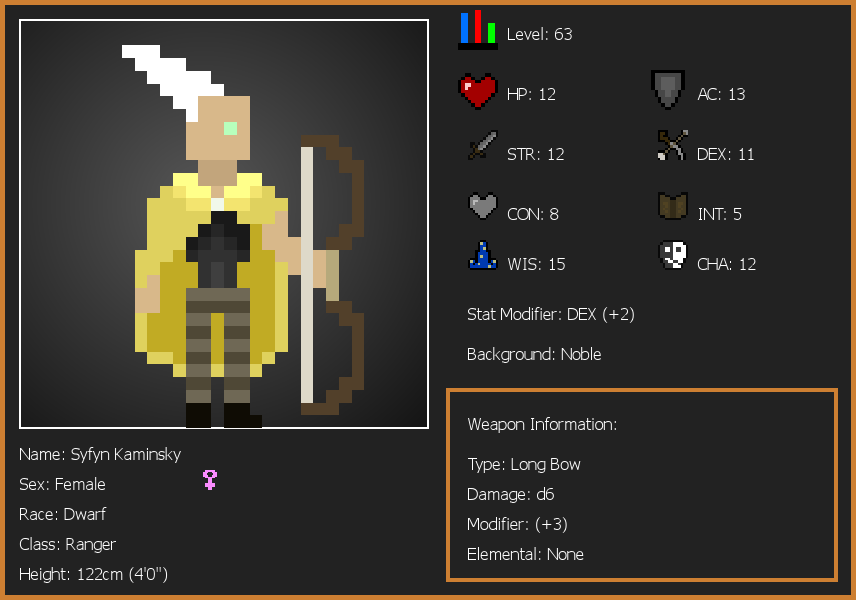 Level: 63
HP: 12
AC: 13
STR: 12
DEX: 11
CON: 8
INT: 5
WIS: 15
CHA: 12
Stat Modifier: DEX (+2)
Background: Noble
Weapon Information:
Type: Long Bow
Damage: d6
Modifier: (+3)
Elemental: None
Name: Syfyn Kaminsky
Sex: Female
Race: Dwarf
Class: Ranger
Height: 122cm (4'0")